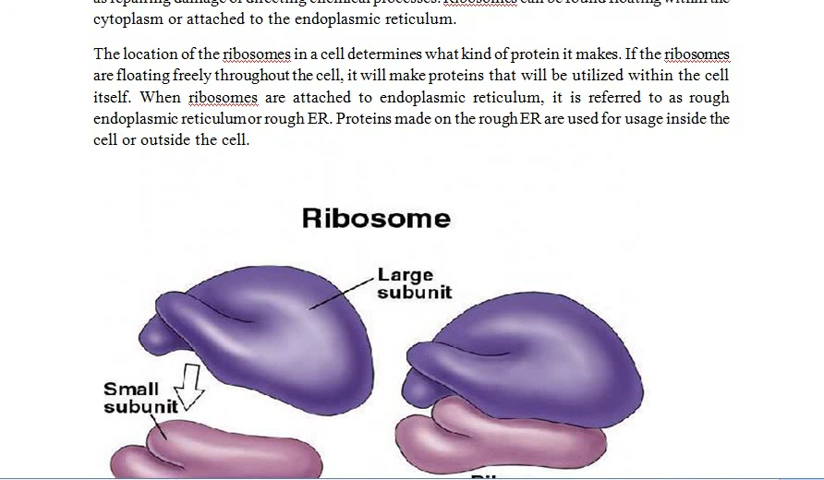 cytoplasm or attached to the endoplasmic reticulum.
The location of the ribosomes in a cell determines what kind of protein it makes. If the ribosomes
are floating freely throughout the cell, it will make proteins that will be utilized within the cell
itself. When ribosomes are attached to endoplasmic reticulum, it is referred to as rough
endoplasmic reticulum or rough ER. Proteins made on the rough ER are used for usage inside the
cell or outside the cell.
Ribosome
Large
subunit
Small
subunit